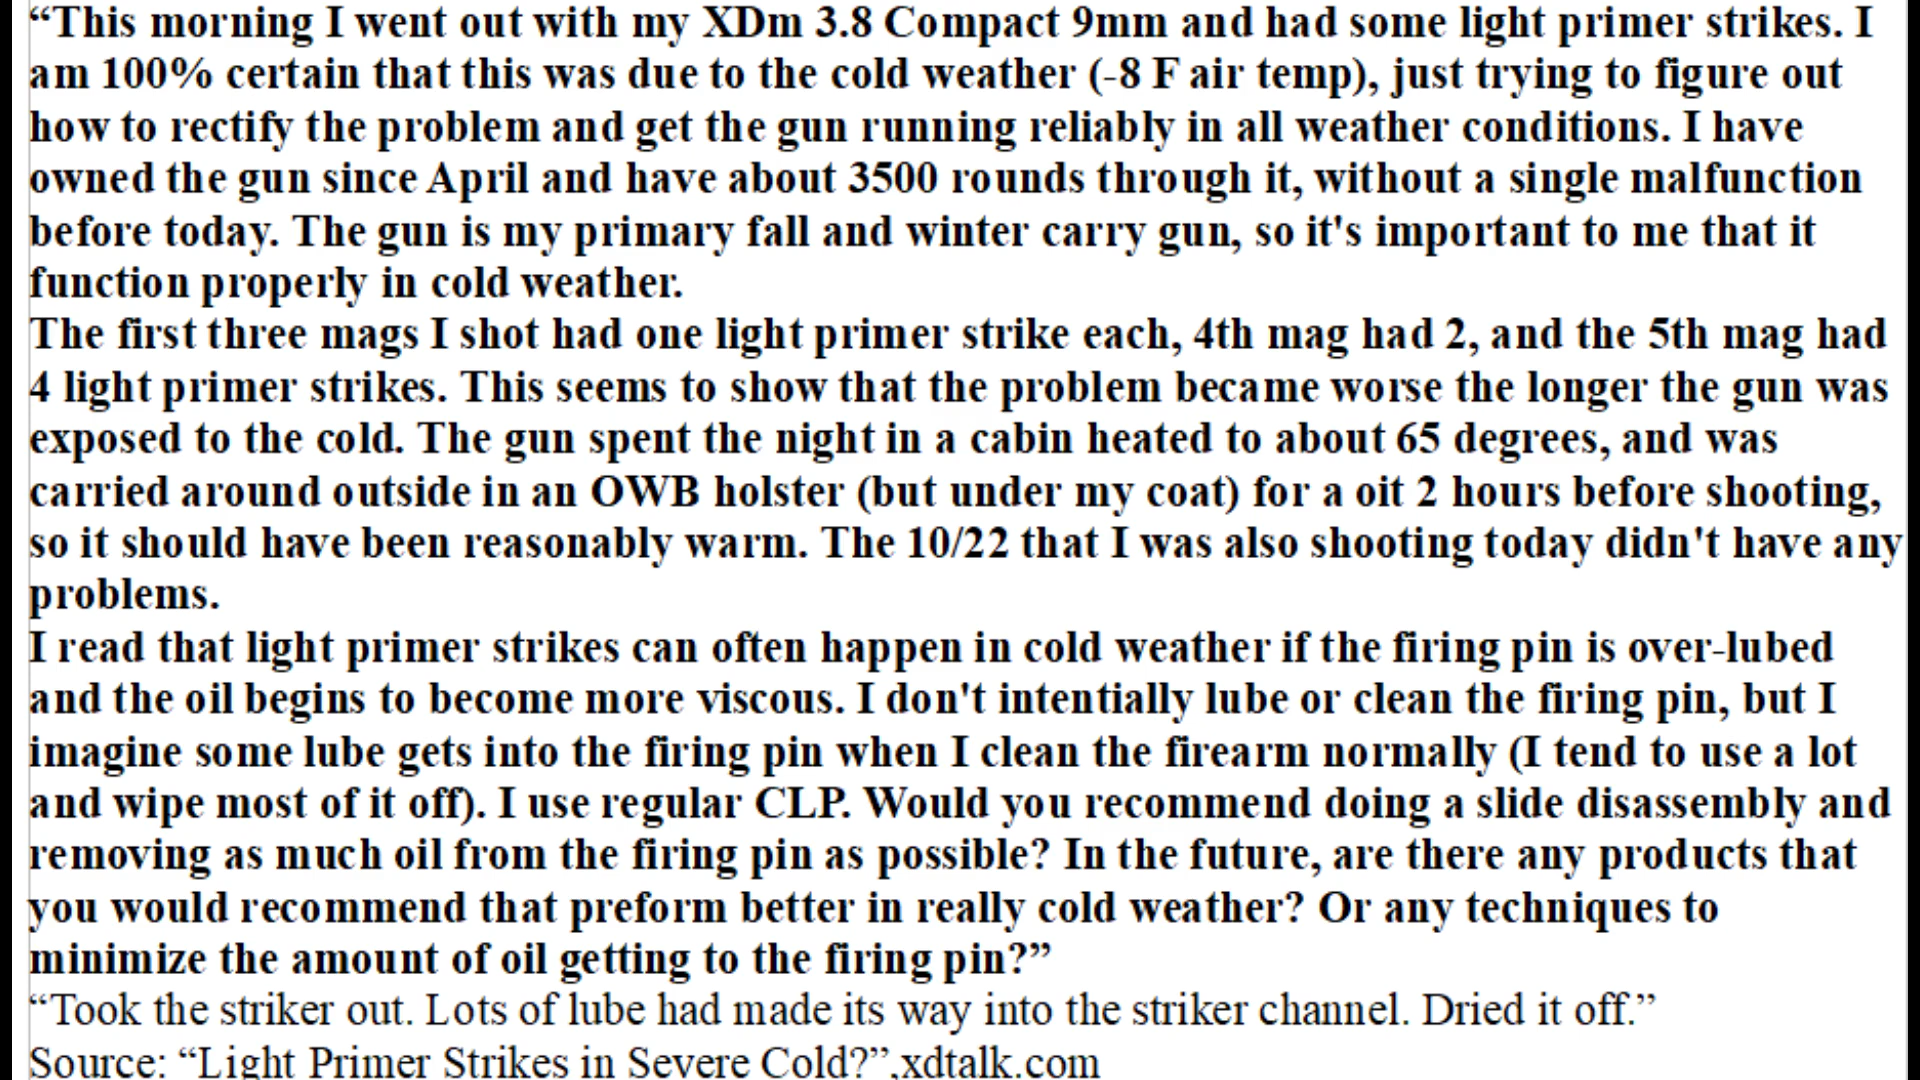 “This morning I went out with my XDm 3.8 Compact 9mm and had some light primer strikes. I
am 100% certain that this was due to the cold weather (-8 F air temp), just trying to figure out
how to rectify the problem and get the gun running reliably in all weather conditions. I have
owned the gun since April and have about 3500 rounds through it, without a single malfunction
before today. The gun is my primary fall and winter carry gun, so it's important to me that it
function properly in cold weather.
The first three mags I shot had one light primer strike each, 4th mag had 2, and the 5th mag had
4 light primer strikes. This seems to show that the problem became worse the longer the gun was
exposed to the cold. The gun spent the night in a cabin heated to about 65 degrees, and was
carried around outside in an OWB holster (but under my coat) for a oit 2 hours before shooting,
so it should have been reasonably warm. The 10/22 that I was also shooting today didn't have any
problems.
I read that light primer strikes can often happen in cold weather if the firing pin is over-lubed
and the oil begins to become more viscous. I don't intentially lube or clean the firing pin, but I
imagine some lube gets into the firing pin when I clean the firearm normally (I tend to use a lot
and wipe most of it off). I use regular CLP. Would you recommend doing a slide disassembly and
removing as much oil from the firing pin as possible? In the future, are there any products that
you would recommend that preform better in really cold weather? Or any techniques to
minimize the amount of oil getting to the firing pin?”
“Took the striker out. Lots of lube had made its way into the striker channel. Dried it off.”
Source: “Light Primer Strikes in Severe Cold?”,xdtalk.com